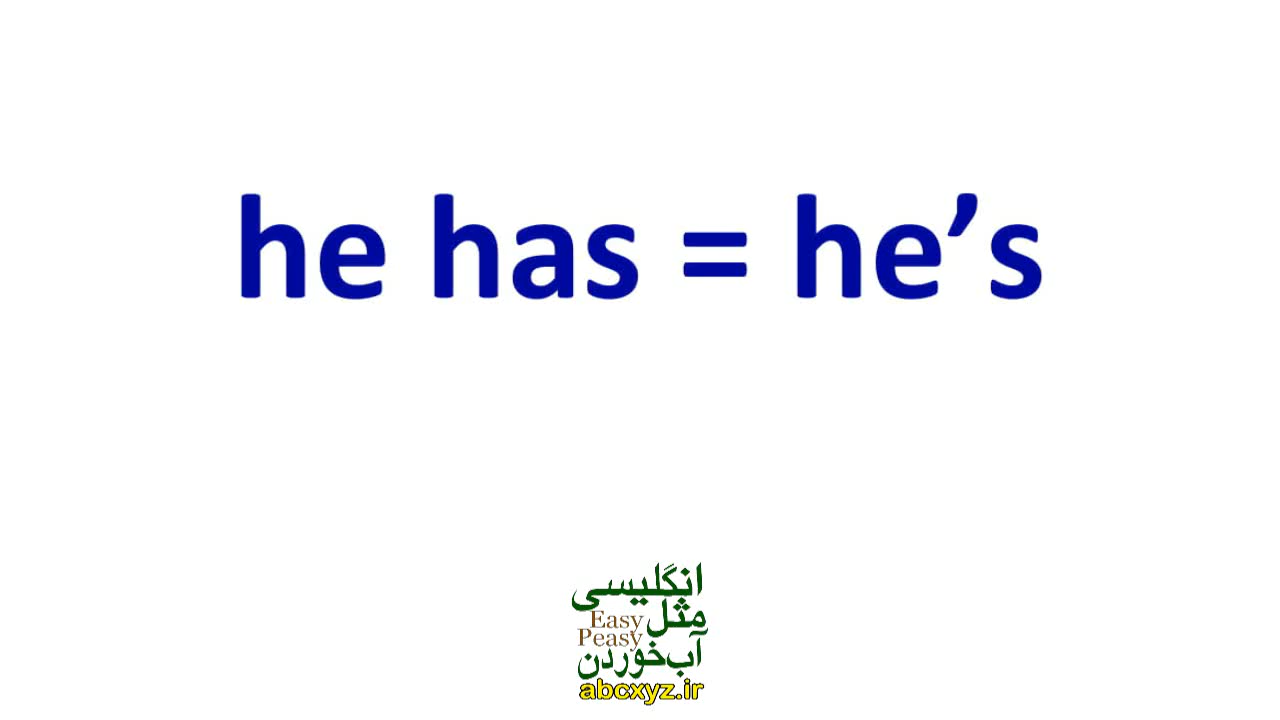 he has = he’s
انگلیسی
مثل
Easy
Peasy
آب‌خوردن
abcxyz.ir